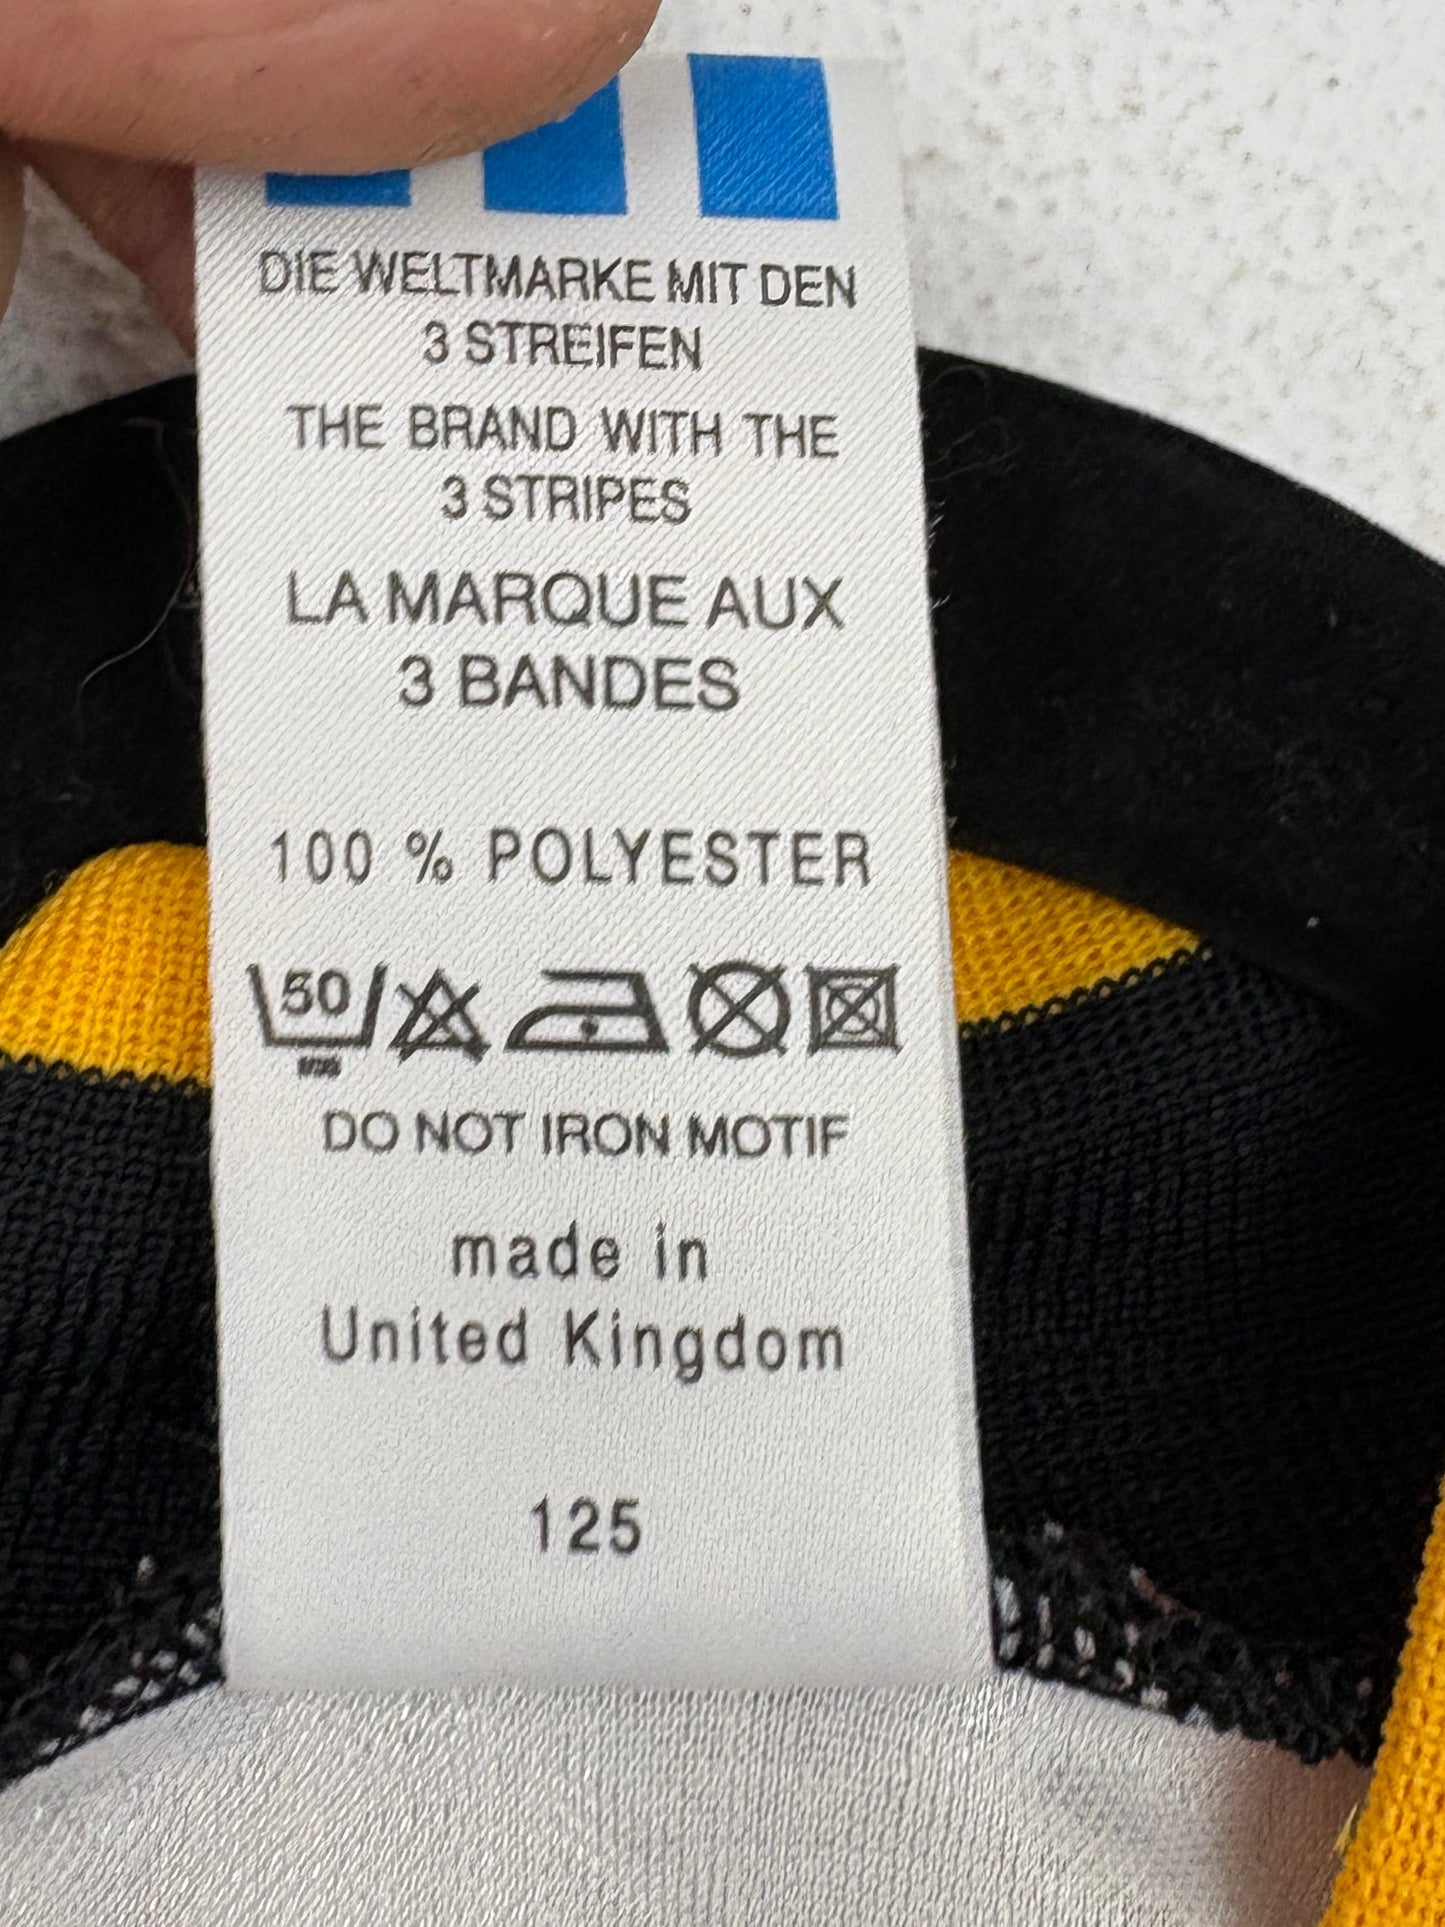 DIE WELTMARKE MIT DEN
3 STREIFEN
THE BRAND WITH THE
3 STRIPES
LA MARQUE AUX
3 BANDES
100 % POLYESTER
50
DO NOT IRON MOTIF
made in
United Kingdom
125